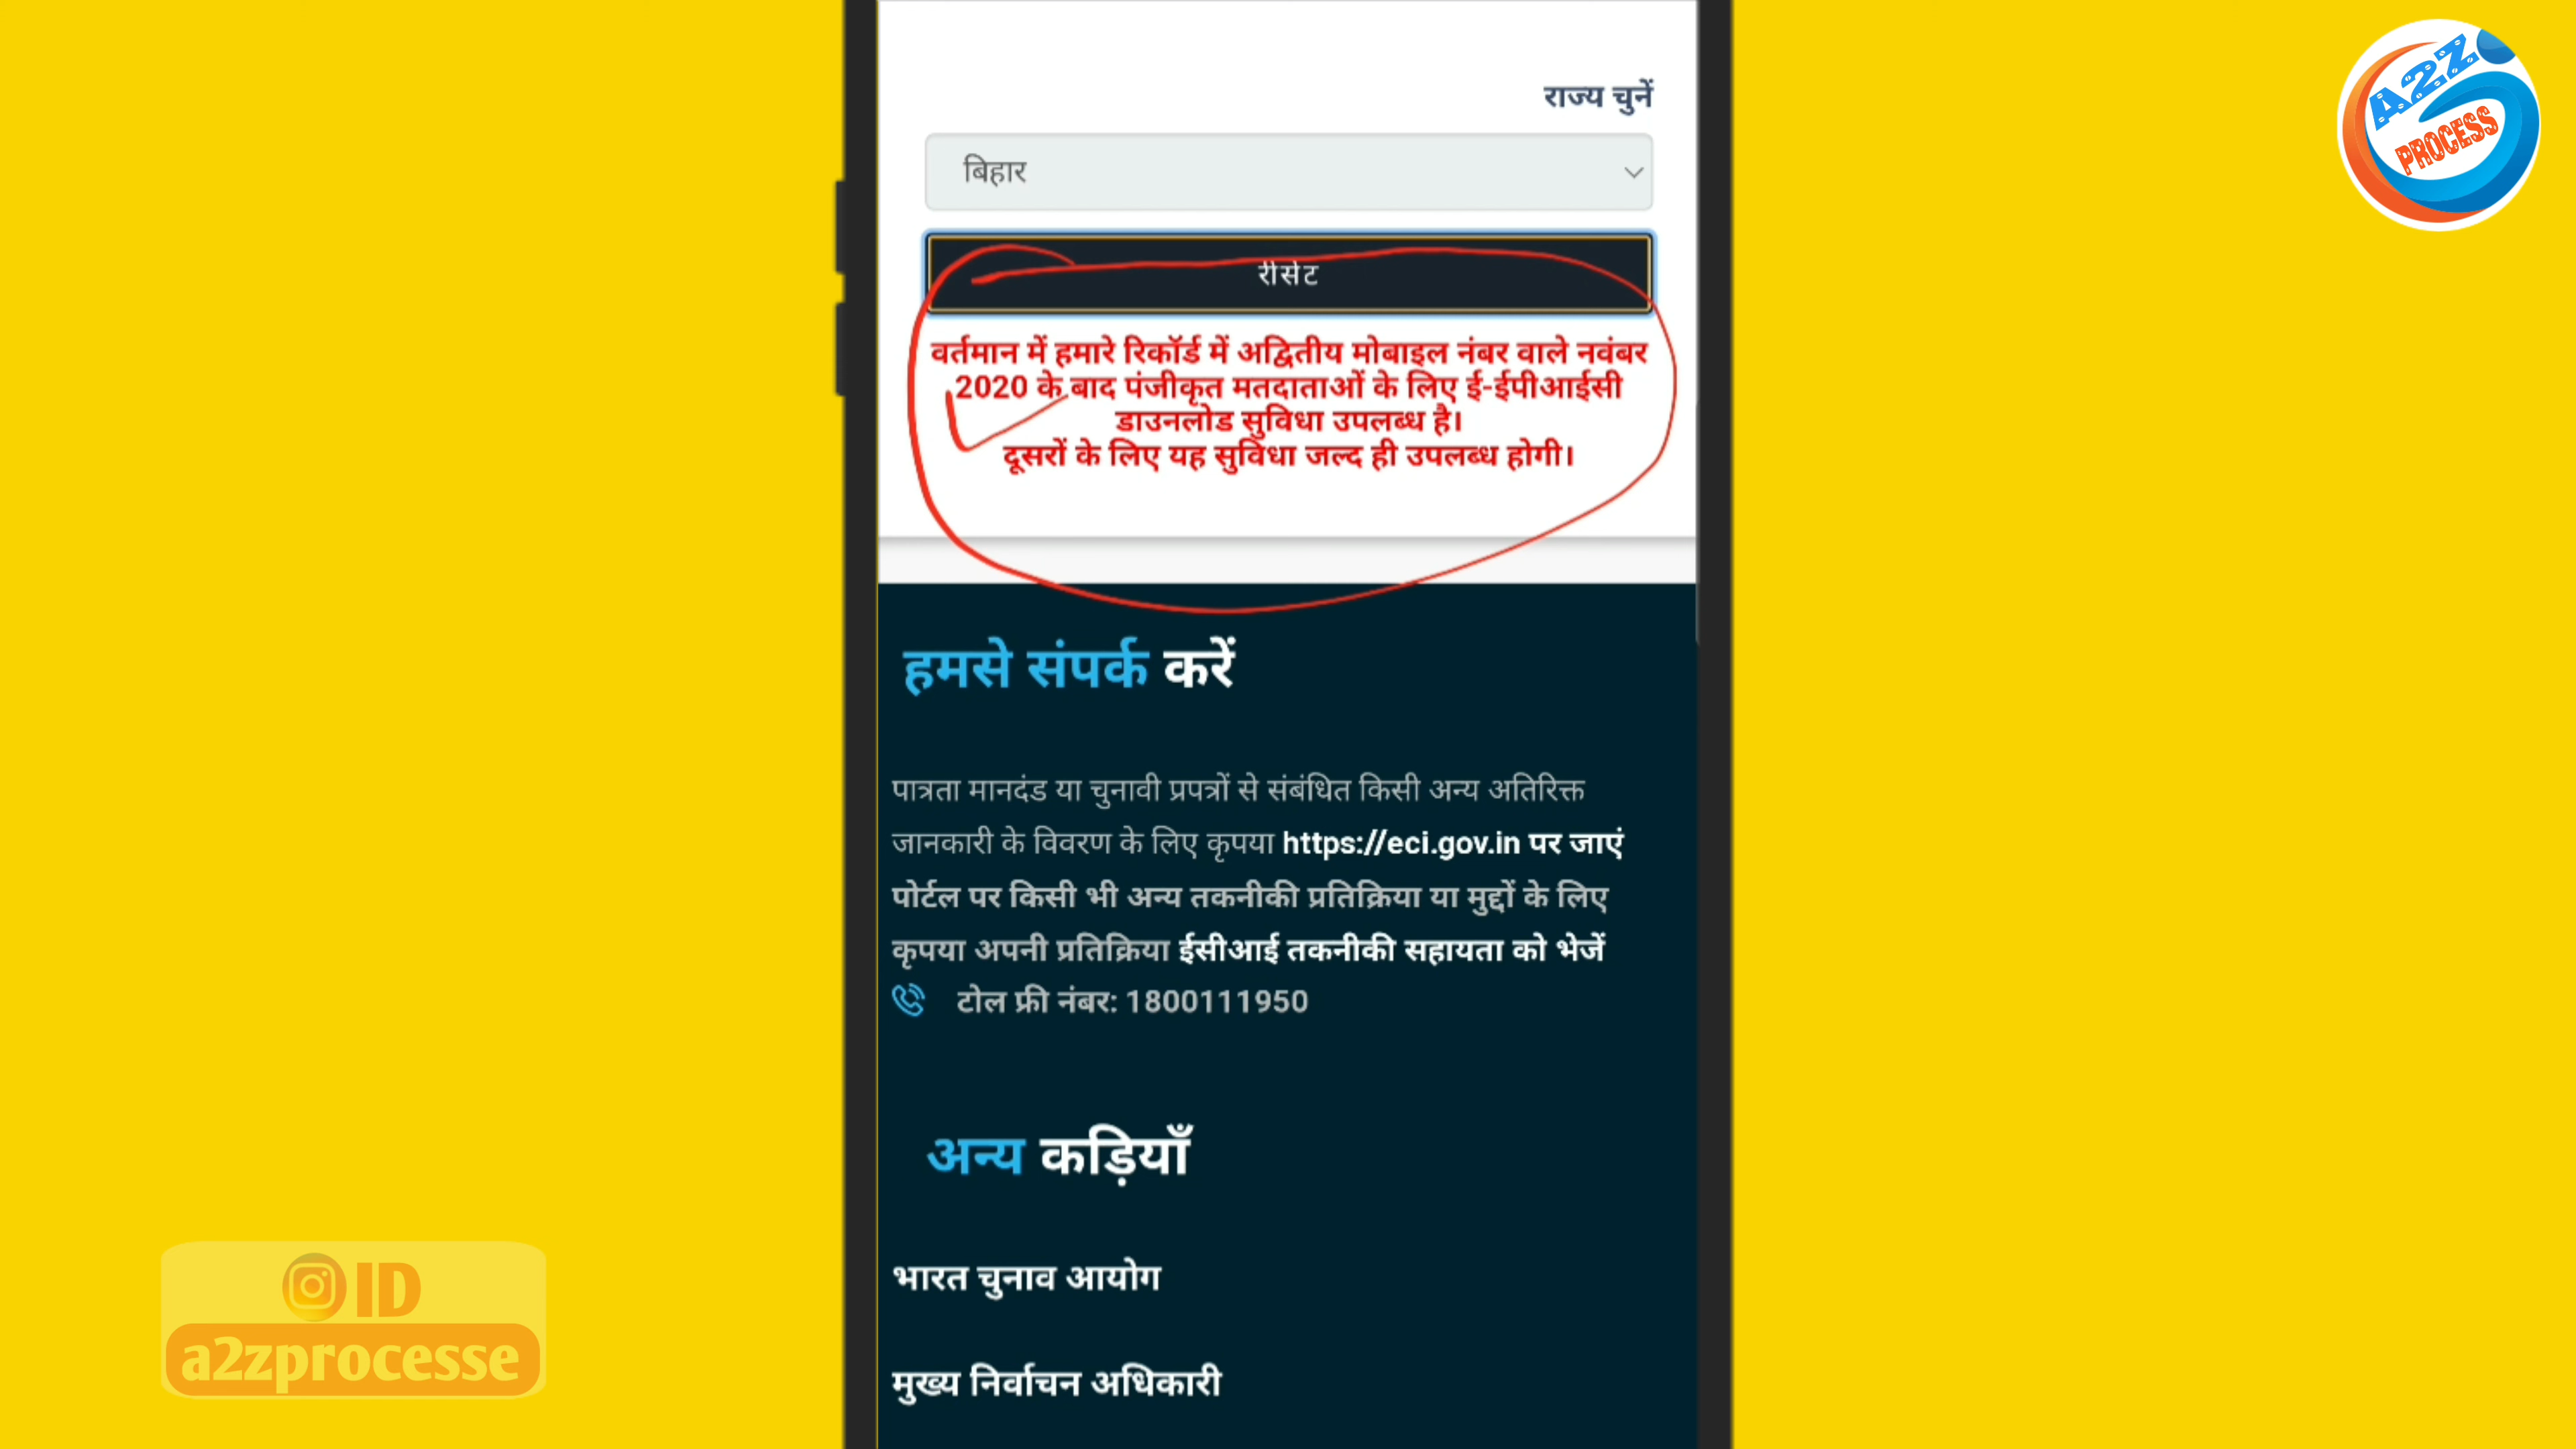 राज्य चुनें
बिहार
रीसेट
वर्तमान में हमारे रिकॉर्ड में अद्वितीय मोबाइल नंबर वाले नवंबर
2020 के बाद पंजीकृत मतदाताओं के लिए ई-ईपीआईसी
डाउनलोड सुविधा उपलब्ध है।
दूसरों के लिए यह सुविधा जल्द ही उपलब्ध होगी।
हमसे संपर्क करें
पात्रता मानदंड या चुनावी प्रपत्रों से संबंधित किसी अन्य अतिरिक्त
जानकारी के विवरण के लिए कृपया https://eci.gov.in पर जाएं
पोर्टल पर किसी भी अन्य तकनीकी प्रतिक्रिया या मुद्दों के लिए
कृपया अपनी प्रतिक्रिया ईसीआई तकनीकी सहायता को भेजें
टोल फ्री नंबर: 1800111950
अन्य कड़ियाँ
भारत चुनाव आयोग
मुख्य निर्वाचन अधिकारी
A2Z
PROCESS
ID
a2zprocesse